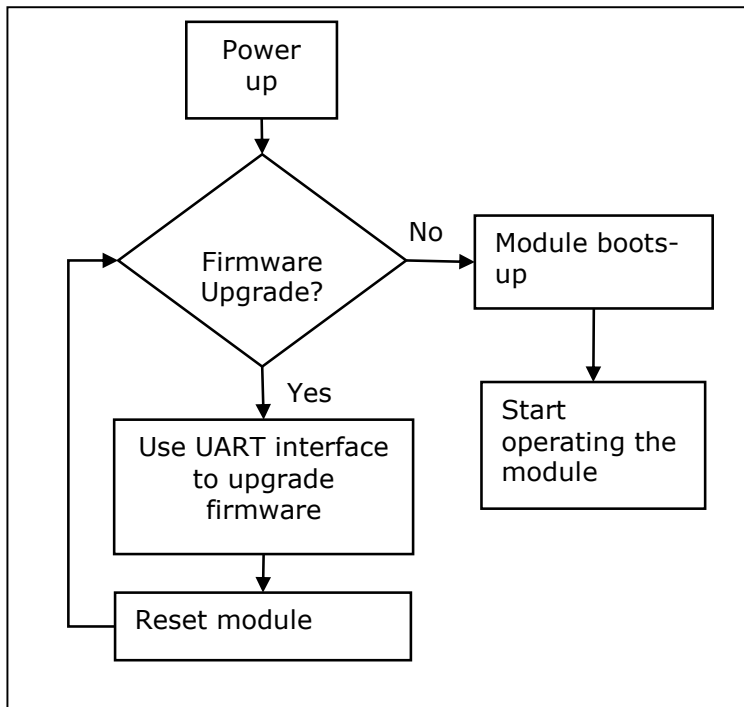 Power
up
Firmware
Upgrade?
No
Module boots-
up
Yes
Start
operating the
module
Use UART interface
to upgrade
firmware
Reset module